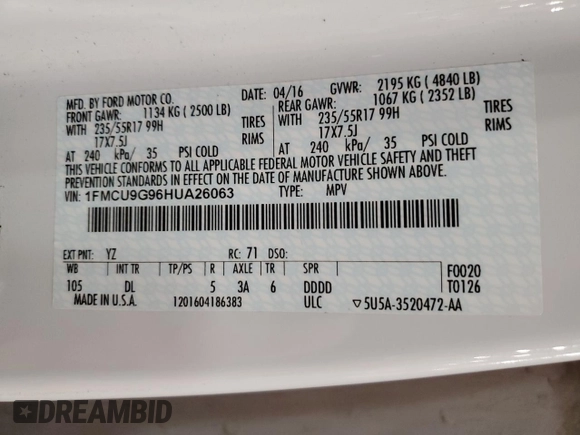 MFD. BY FORD MOTOR CO. DATE: 04/16 GVWR: 2195 KG ( 4840 LB)
FRONT GAWR: 1134 KG ( 2500 LB) REAR GAWR: 1067 KG ( 2352 LB)
WITH 235/55R17 99H TIRES WITH 235/55R17 99H TIRES
17X7.5J RIMS 17X7.5J RIMS
AT 240 kPa/ 35 PSI COLD AT 240 kPa/ 35 PSI COLD
THIS VEHICLE CONFORMS TO ALL APPLICABLE FEDERAL MOTOR VEHICLE SAFETY AND THEFT
PREVENTION STANDARDS IN EFFECT ON THE DATE OF MANUFACTURE SHOWN ABOVE.
VIN: 1FMCU9G96HUA26063 TYPE: MPV
EXT PNT: YZ RC: 71 DSO:
WB INT TR TP/PS R AXLE TR SPR F0020
105 DL 5 3A 6 DDDD T0126
MADE IN U.S.A. 1201604186383 ULC ▽5U5A-3520472-AA
DREAMBID